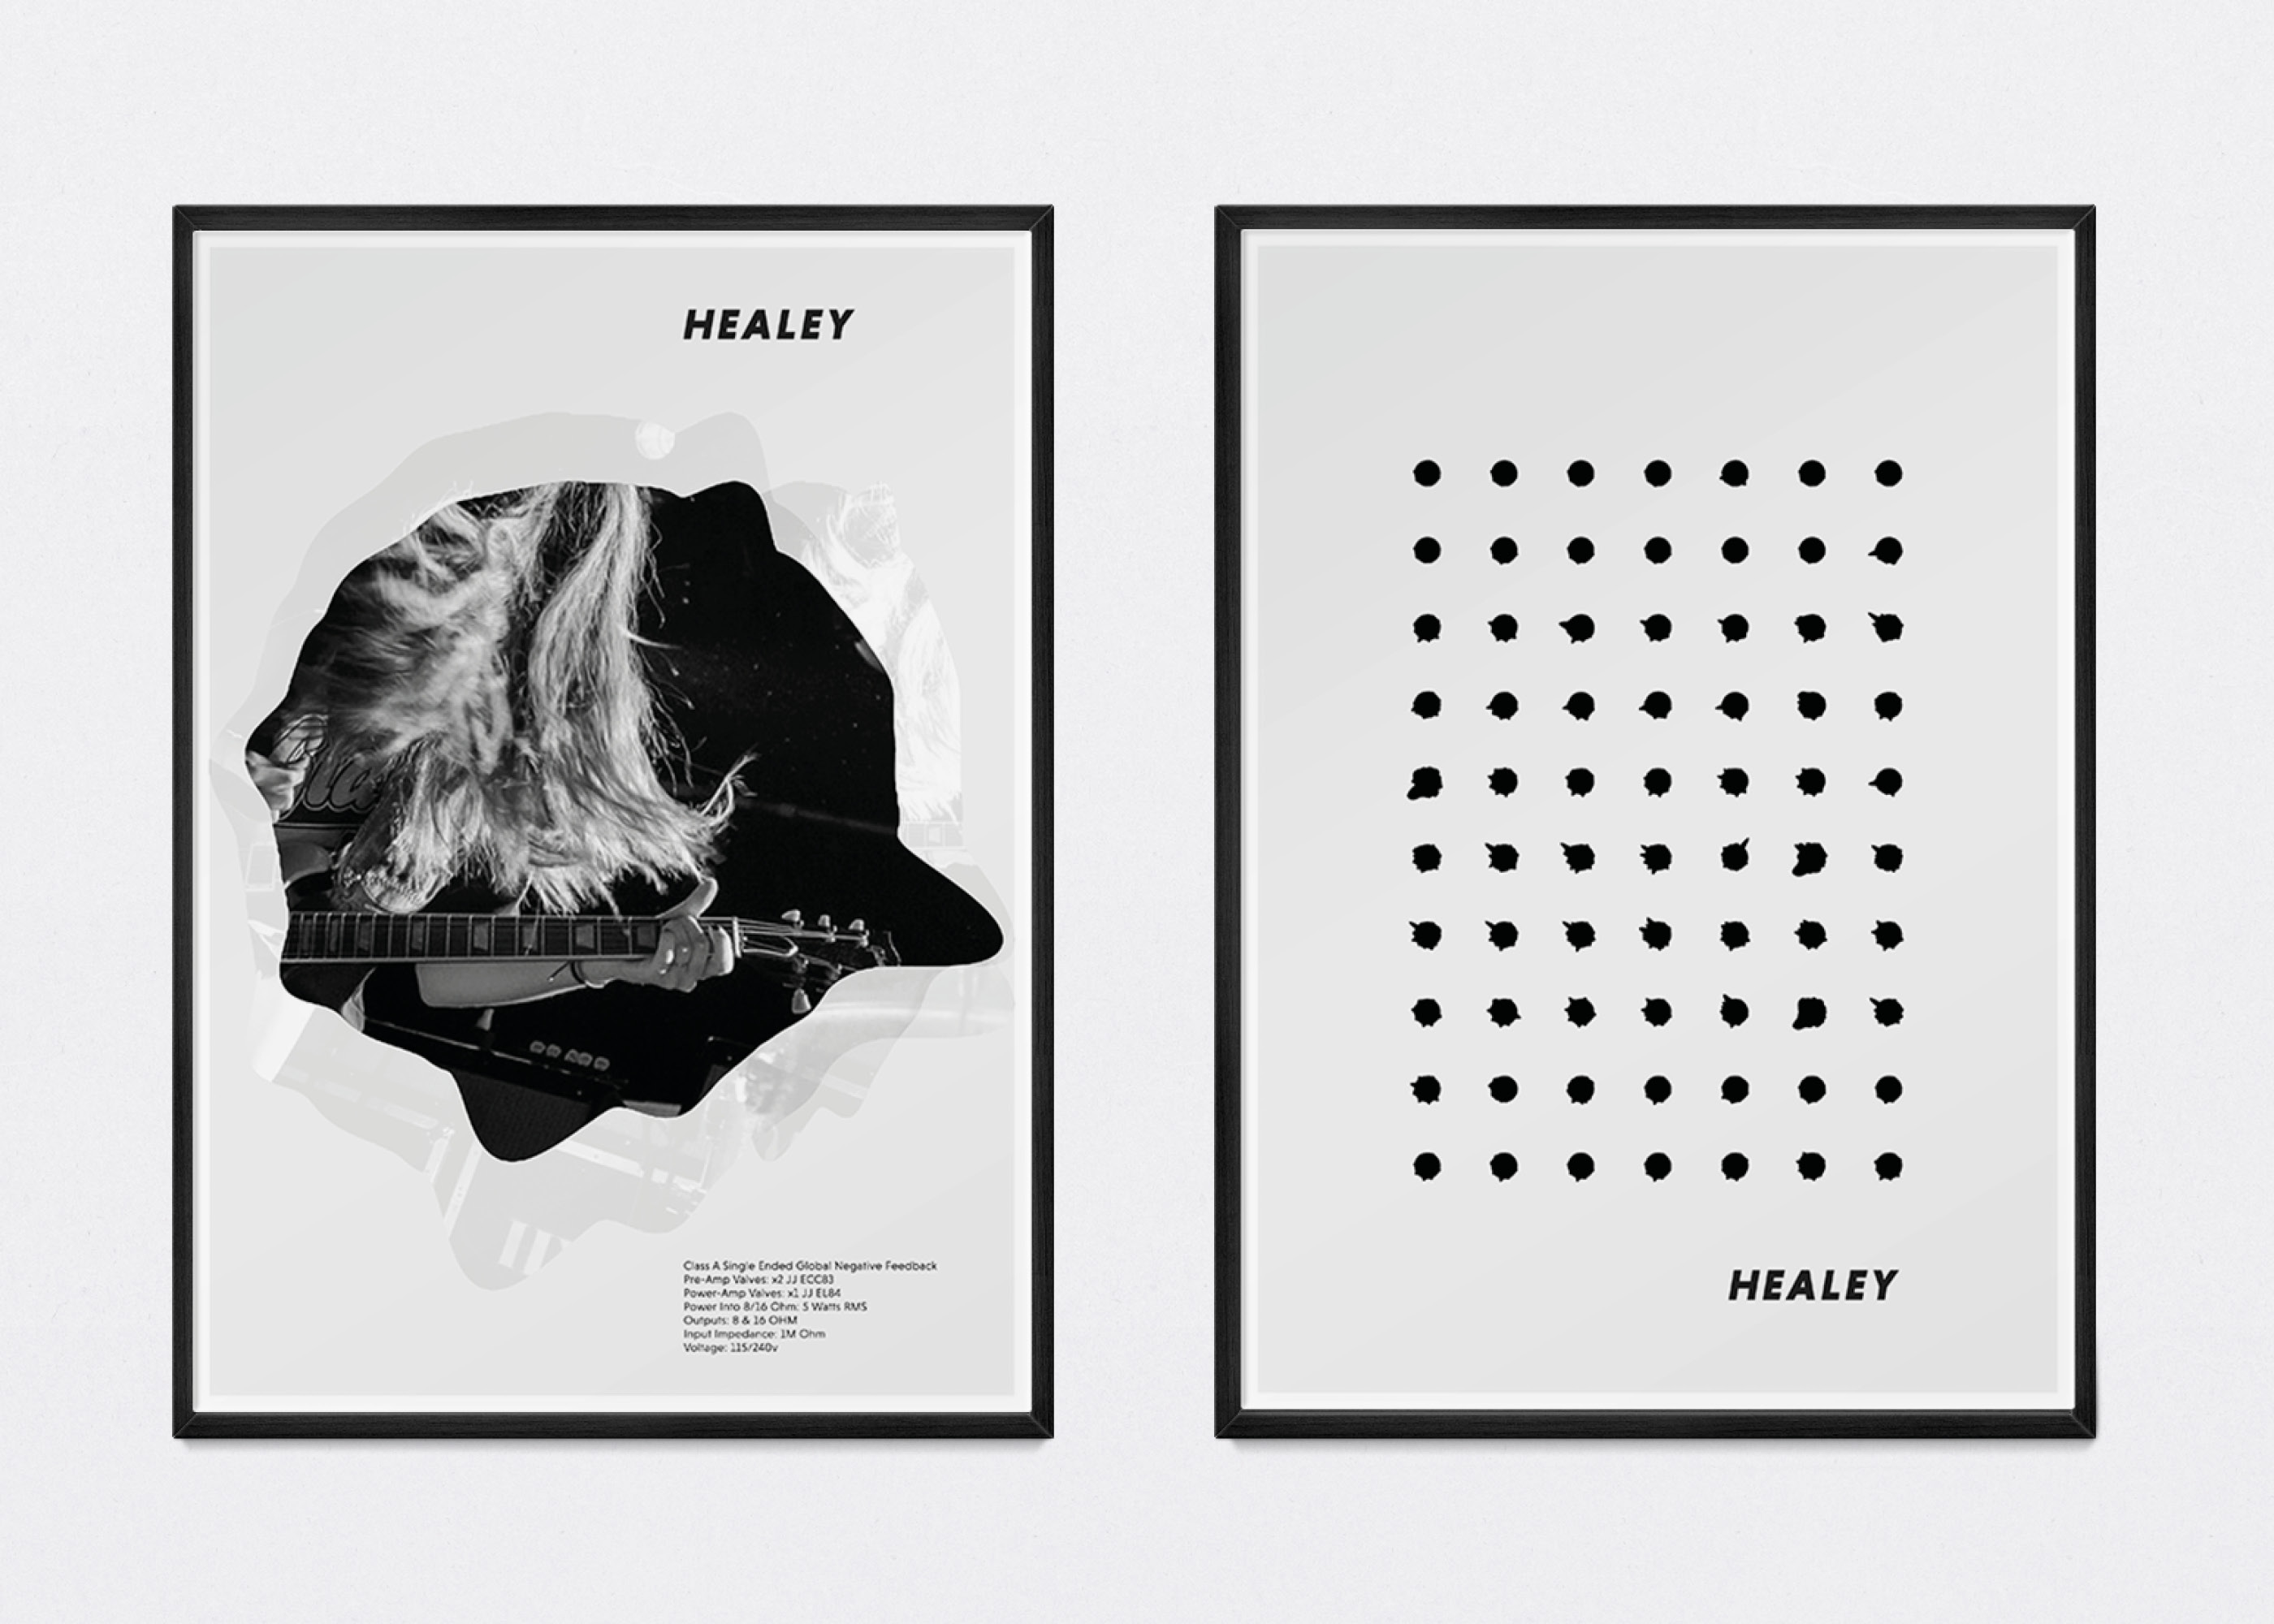 HEALEY
Class A Single Ended Global Negative Feedback
Pre-Amp Valves: x2 JJ ECC83
Power-Amp Valves: x1 JJ EL84
Power Into 8/16 Ohm: 5 Watts RMS
Outputs: 8 & 16 OHM
Input Impedance: 1M Ohm
Voltage: 115/240v
HEALEY